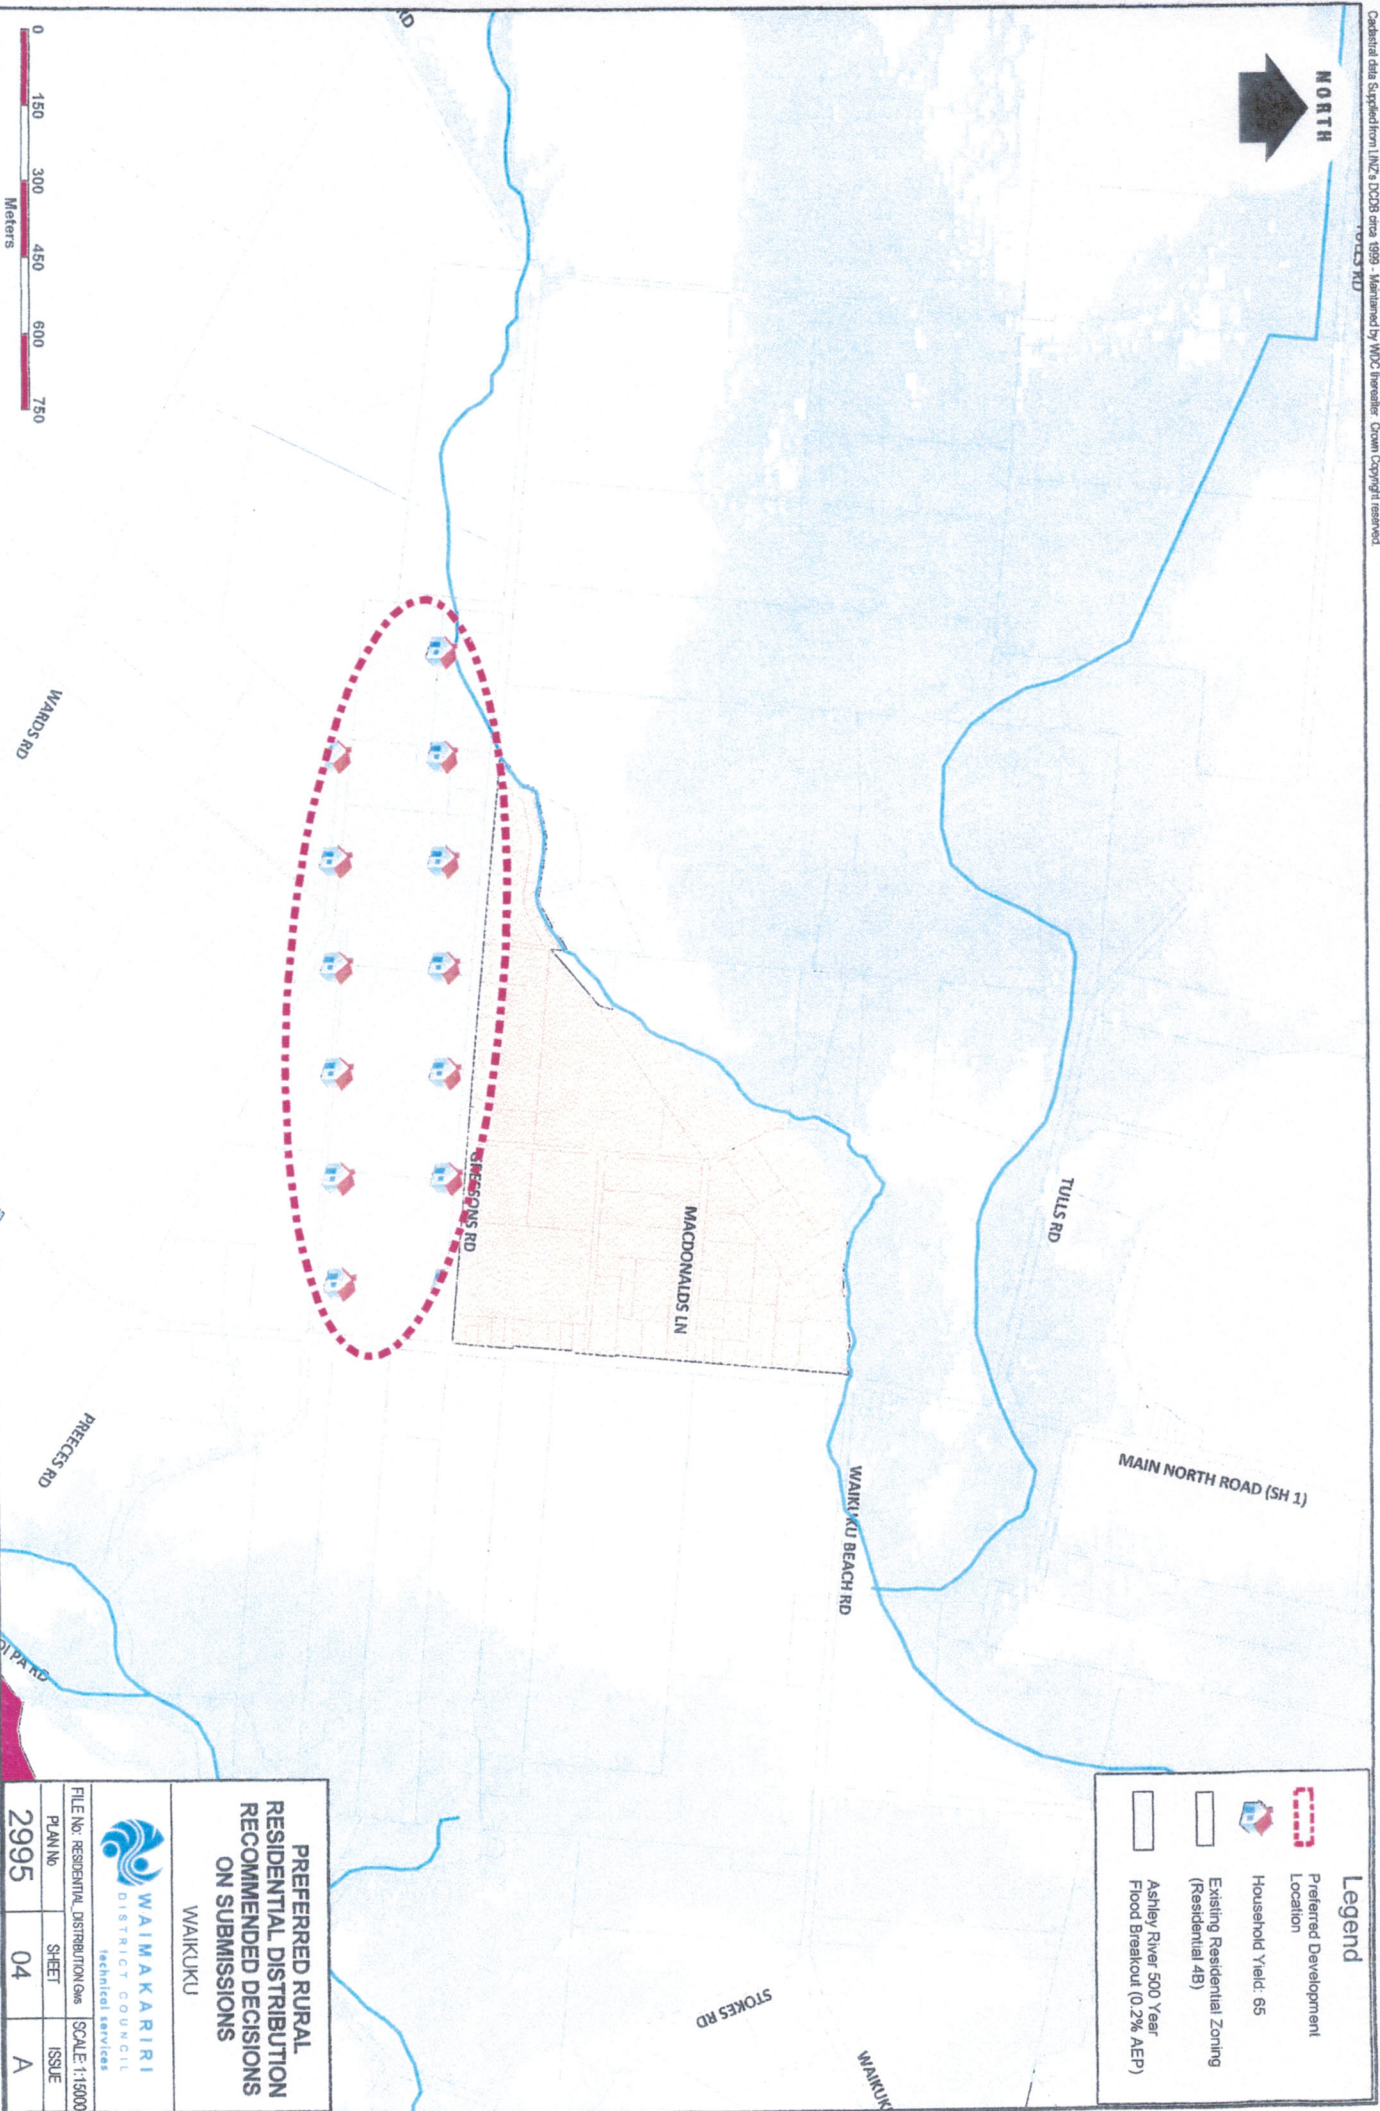 Cadastral data Supplied from LINZ's DCDB circa 1999 - Maintained by WDC thereafter. Crown Copyright reserved.
NORTH
TULLS RD
RD
TULLS RD
MAIN NORTH ROAD (SH 1)
MACDONALDS LN
WAIKUKU BEACH RD
WARDS RD
PREECES RD
STOKES RD
0 150 300 450 600 750
Meters
Legend
Preferred Development
Location
Household Yield: 65
Existing Residential Zoning
(Residential 4B)
Ashley River 500 Year
Flood Breakout (0.2% AEP)
PREFERRED RURAL
RESIDENTIAL DISTRIBUTION
RECOMMENDED DECISIONS
ON SUBMISSIONS
WAIKUKU
WAIMAKARIRI
DISTRICT COUNCIL
technical services
FILE No: RESIDENTIAL_DISTRIBUTION.Gws SCALE: 1:15000
PLAN No SHEET ISSUE
2995 04 A